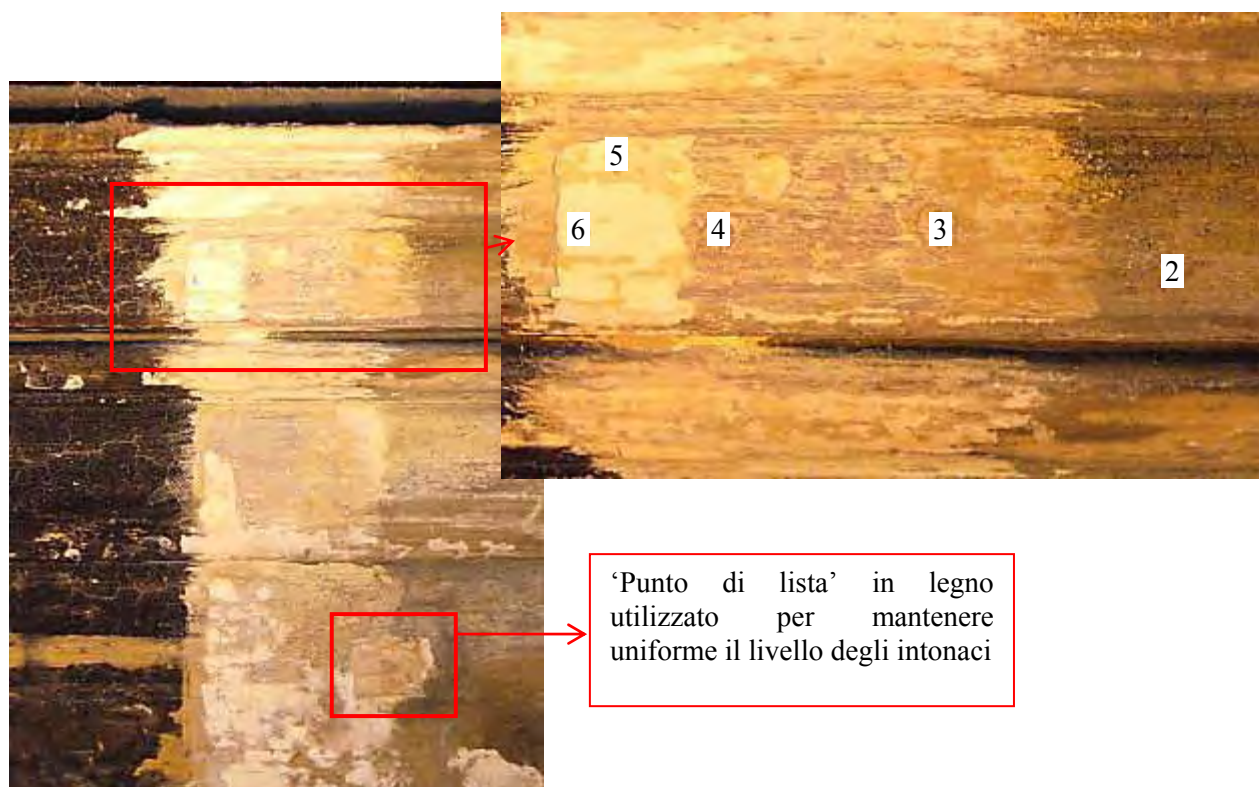 5
6
4
3
2
‘Punto di lista’ in legno
utilizzato per mantenere
uniforme il livello degli intonaci